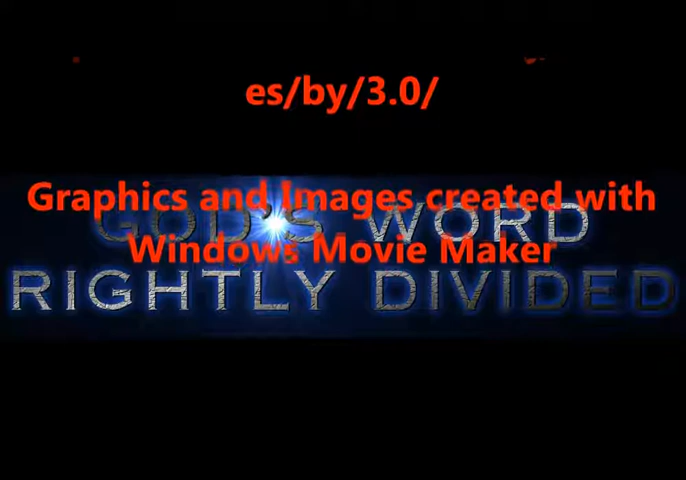 es/by/3.0/
Graphics and Images created with
GOD'S WORD
Windows Movie Maker
RIGHTLY DIVIDED